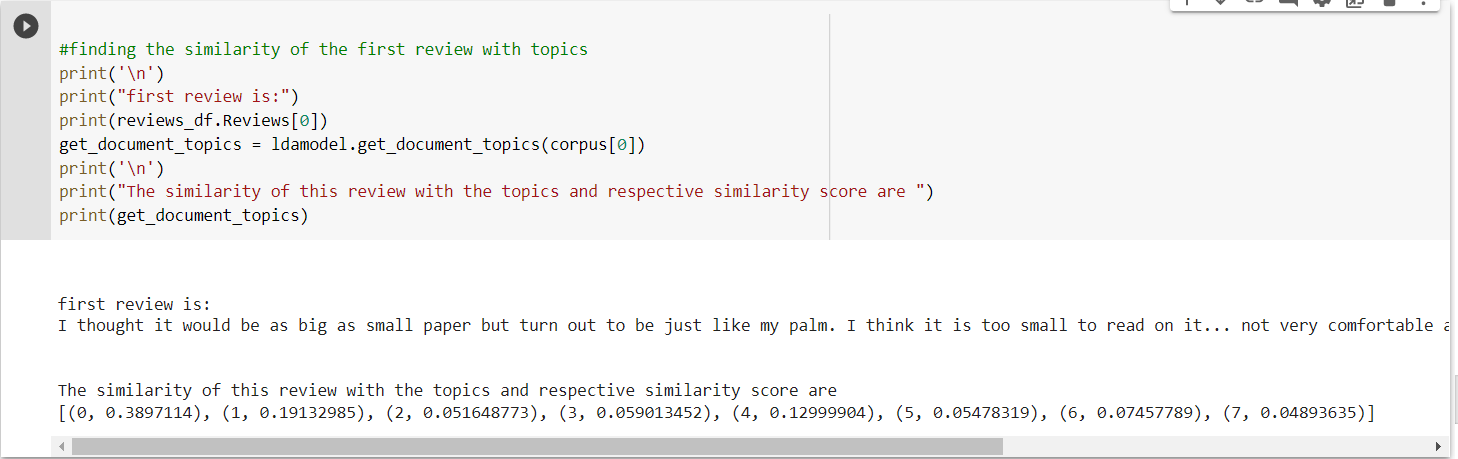 #finding the similarity of the first review with topics
print('\n')
print("first review is:")
print(reviews_df.Reviews[0])
get_document_topics = ldamodel.get_document_topics(corpus[0])
print('\n')
print("The similarity of this review with the topics and respective similarity score are ")
print(get_document_topics)
first review is:
I thought it would be as big as small paper but turn out to be just like my palm. I think it is too small to read on it... not very comfortable a
The similarity of this review with the topics and respective similarity score are
[(0, 0.3897114), (1, 0.19132985), (2, 0.051648773), (3, 0.059013452), (4, 0.12999904), (5, 0.05478319), (6, 0.07457789), (7, 0.04893635)]